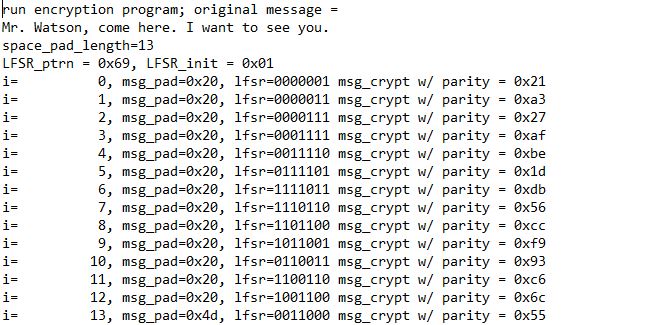 run encryption program; original message =
Mr. Watson, come here. I want to see you.
space_pad_length=13
LFSR_ptrn = 0x69, LFSR_init = 0x01
i=          0, msg_pad=0x20, lfsr=0000001 msg_crypt w/ parity = 0x21
i=          1, msg_pad=0x20, lfsr=0000011 msg_crypt w/ parity = 0xa3
i=          2, msg_pad=0x20, lfsr=0000111 msg_crypt w/ parity = 0x27
i=          3, msg_pad=0x20, lfsr=0001111 msg_crypt w/ parity = 0xaf
i=          4, msg_pad=0x20, lfsr=0011110 msg_crypt w/ parity = 0xbe
i=          5, msg_pad=0x20, lfsr=0111101 msg_crypt w/ parity = 0x1d
i=          6, msg_pad=0x20, lfsr=1111011 msg_crypt w/ parity = 0xdb
i=          7, msg_pad=0x20, lfsr=1110110 msg_crypt w/ parity = 0x56
i=          8, msg_pad=0x20, lfsr=1101100 msg_crypt w/ parity = 0xcc
i=          9, msg_pad=0x20, lfsr=1011001 msg_crypt w/ parity = 0xf9
i=         10, msg_pad=0x20, lfsr=0110011 msg_crypt w/ parity = 0x93
i=         11, msg_pad=0x20, lfsr=1100110 msg_crypt w/ parity = 0xc6
i=         12, msg_pad=0x20, lfsr=1001100 msg_crypt w/ parity = 0x6c
i=         13, msg_pad=0x4d, lfsr=0011000 msg_crypt w/ parity = 0x55